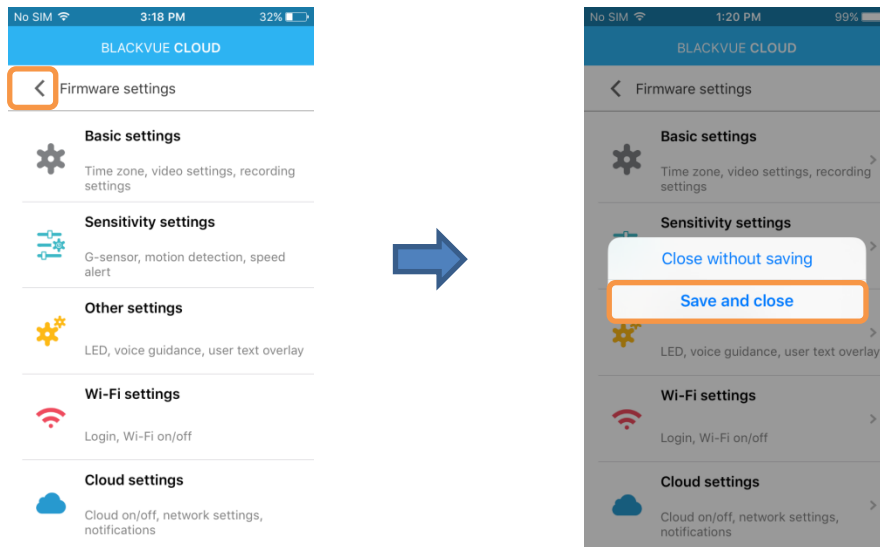 No SIM 3:18 PM 32%
BLACKVUE CLOUD
Firmware settings
Basic settings
Time zone, video settings, recording
settings
Sensitivity settings
G-sensor, motion detection, speed
alert
Other settings
LED, voice guidance, user text overlay
Wi-Fi settings
Login, Wi-Fi on/off
Cloud settings
Cloud on/off, network settings,
notifications
No SIM 1:20 PM 99%
BLACKVUE CLOUD
Firmware settings
Basic settings
Time zone, video settings, recording
settings
Sensitivity settings
Close without saving
Save and close
LED, voice guidance, user text overlay
Wi-Fi settings
Login, Wi-Fi on/off
Cloud settings
Cloud on/off, network settings,
notifications